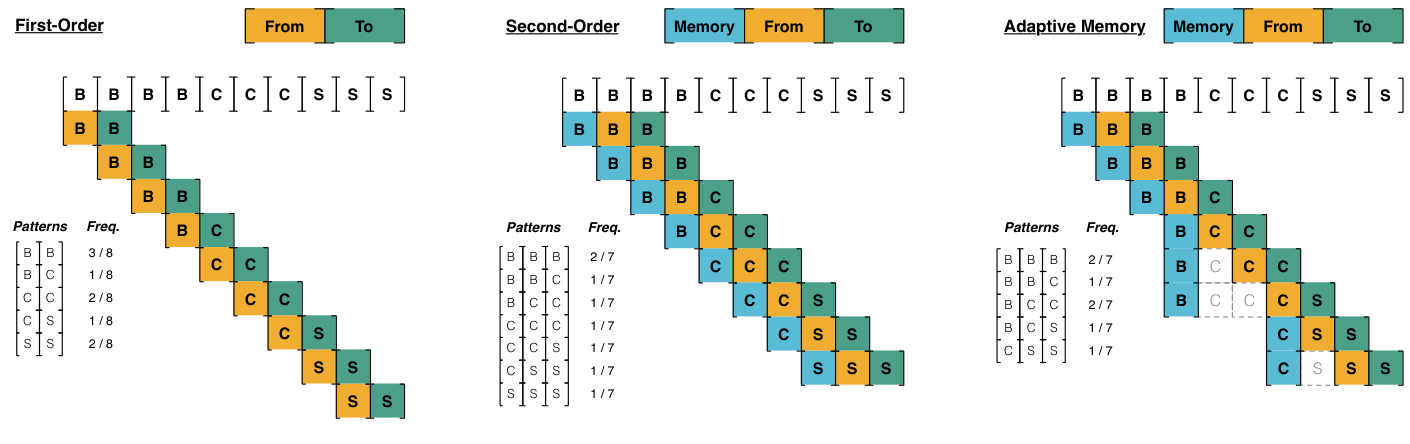 First-Order
From To
B B B B C C C S S S
B B
B B
B B
B C
C C
C C
C S
S S
S S
Patterns Freq.
B B 3 / 8
B C 1 / 8
C C 2 / 8
C S 1 / 8
S S 2 / 8
Second-Order
Memory From To
B B B B C C C S S S
B B B
B B B
B B C
B C C
C C C
C C S
C S S
S S S
Patterns Freq.
B B B 2 / 7
B B C 1 / 7
B C C 1 / 7
C C C 1 / 7
C C S 1 / 7
C S S 1 / 7
S S S 1 / 7
Adaptive Memory
Memory From To
B B B B C C C S S S
B B B
B B B
B B C
B C C
B C C C
B C C C S
C S S
C S S S
Patterns Freq.
B B B 2 / 7
B B C 1 / 7
B C C 2 / 7
B C S 1 / 7
C S S 1 / 7